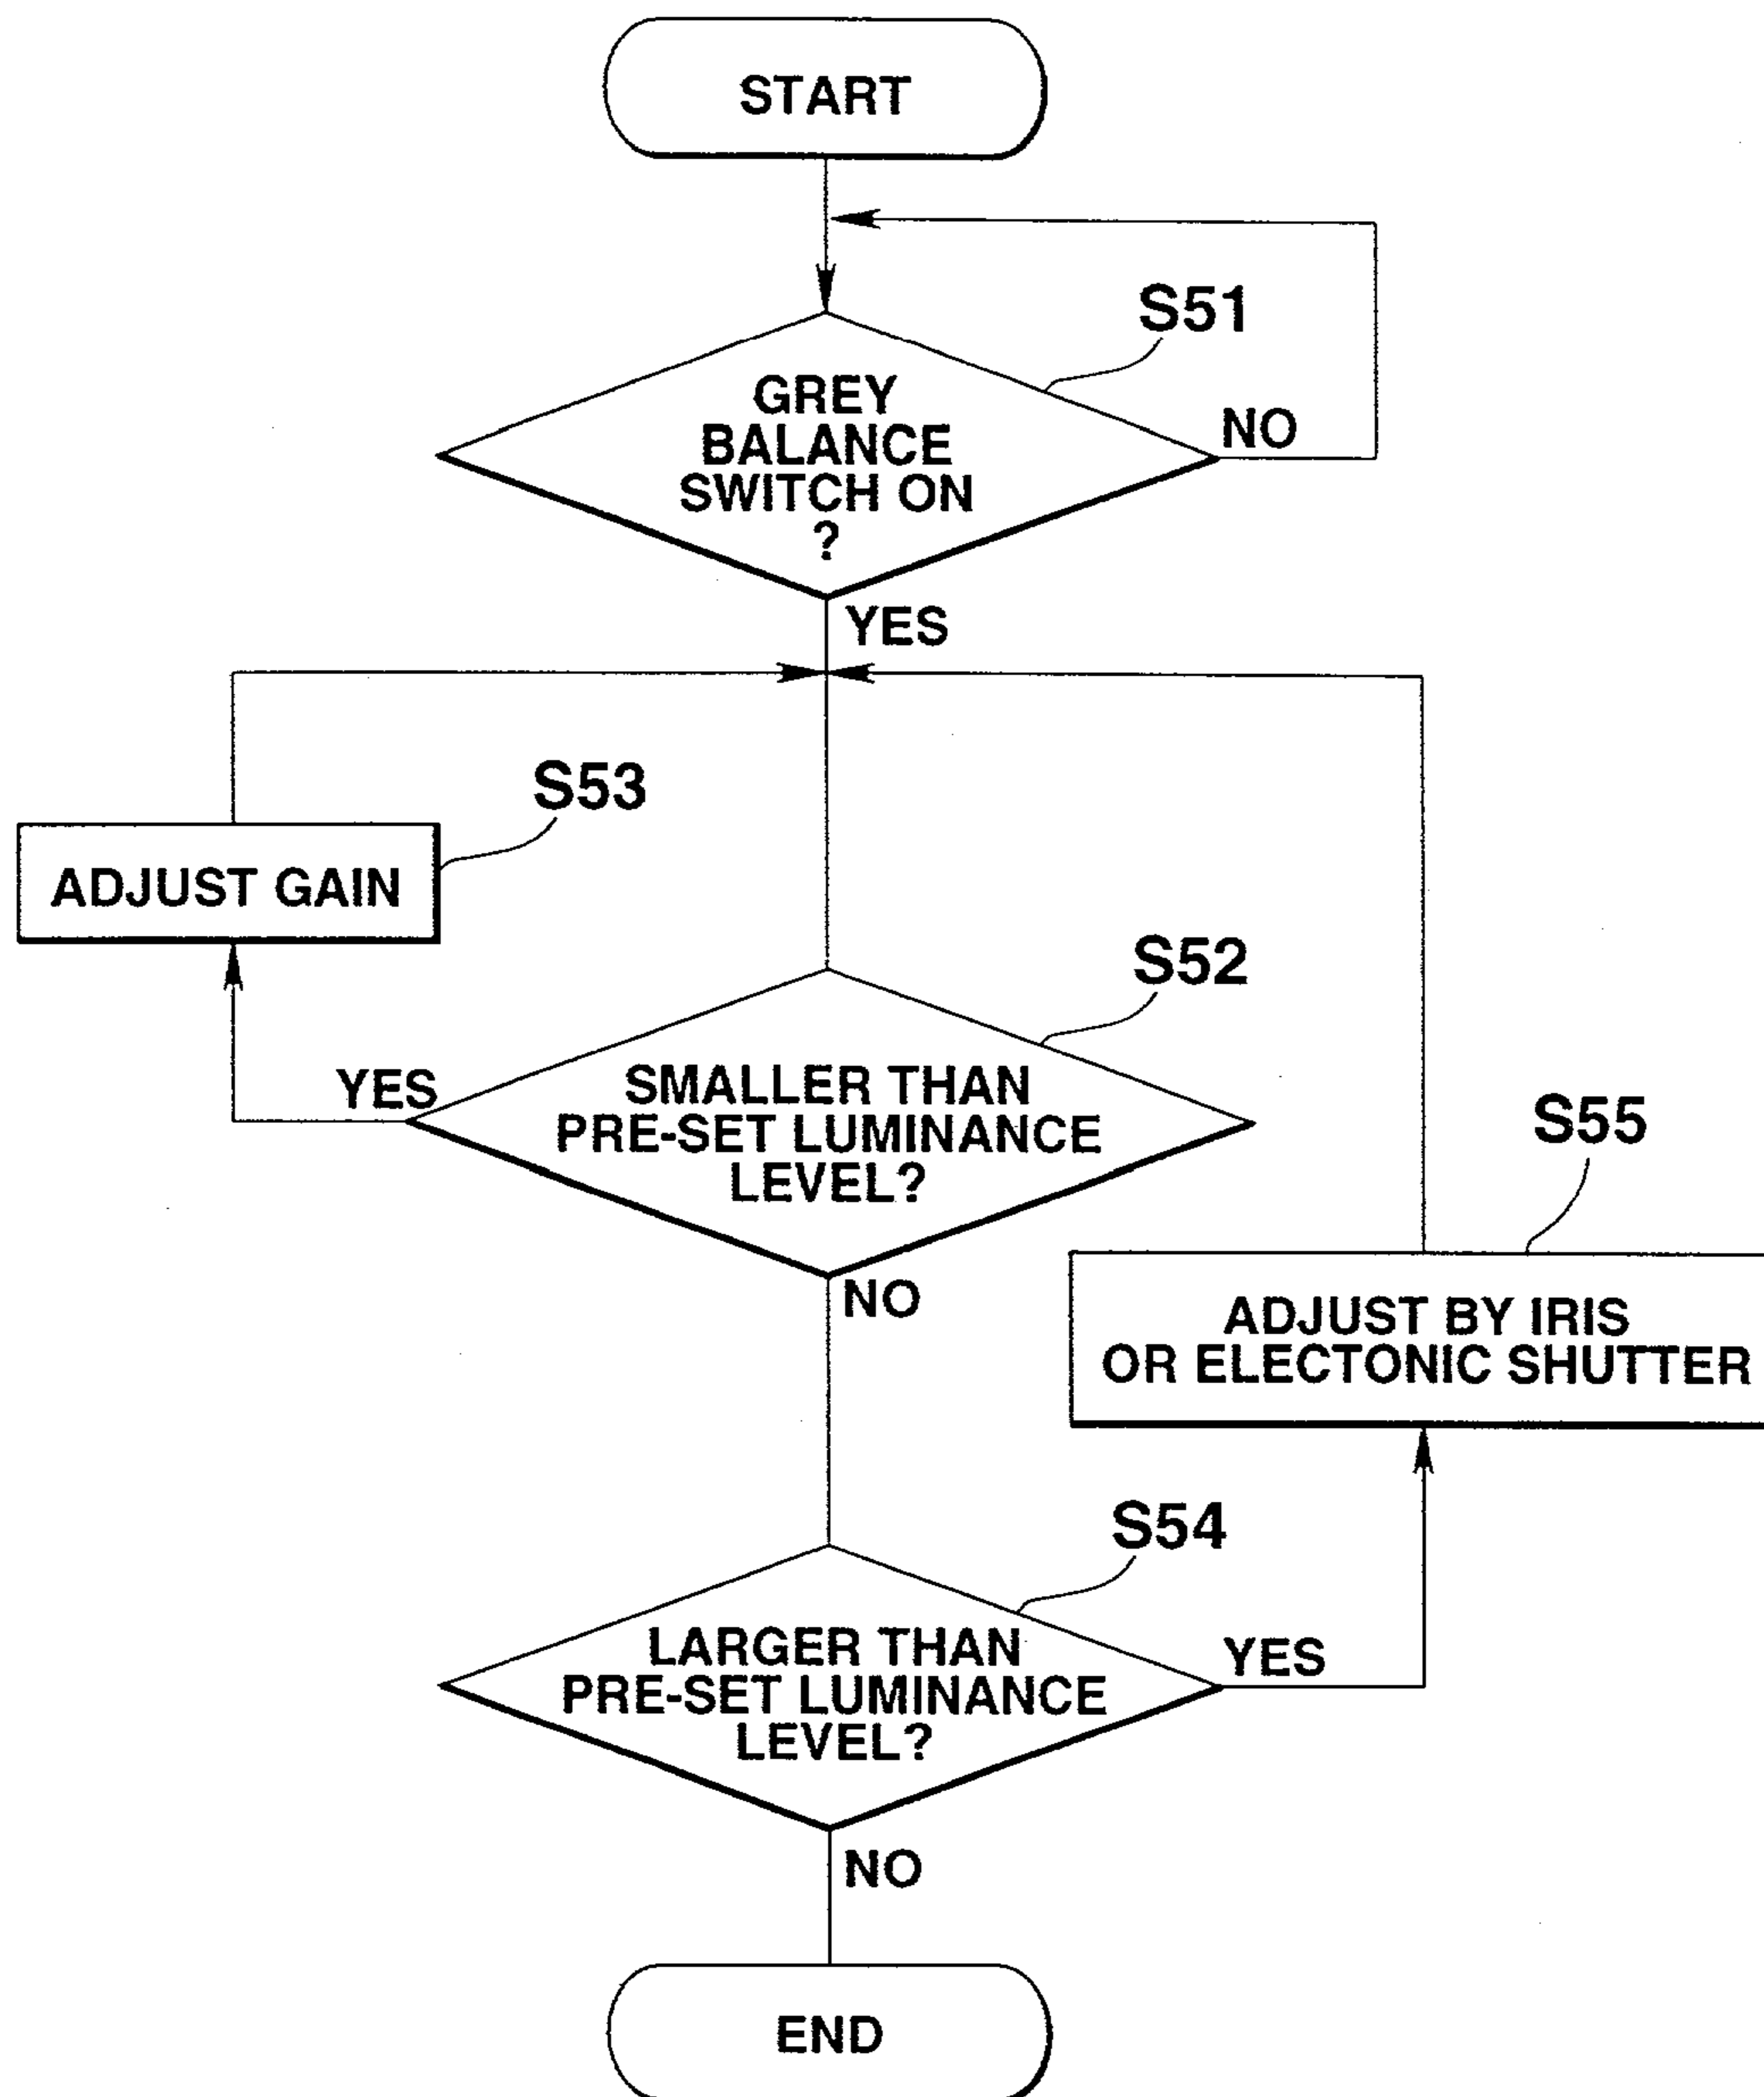 START
S51
GREY
BALANCE
SWITCH ON
?
NO
YES
S53
ADJUST GAIN
S52
YES
SMALLER THAN
PRE-SET LUMINANCE
LEVEL?
NO
S55
ADJUST BY IRIS
OR ELECTONIC SHUTTER
S54
LARGER THAN
PRE-SET LUMINANCE
LEVEL?
YES
NO
END